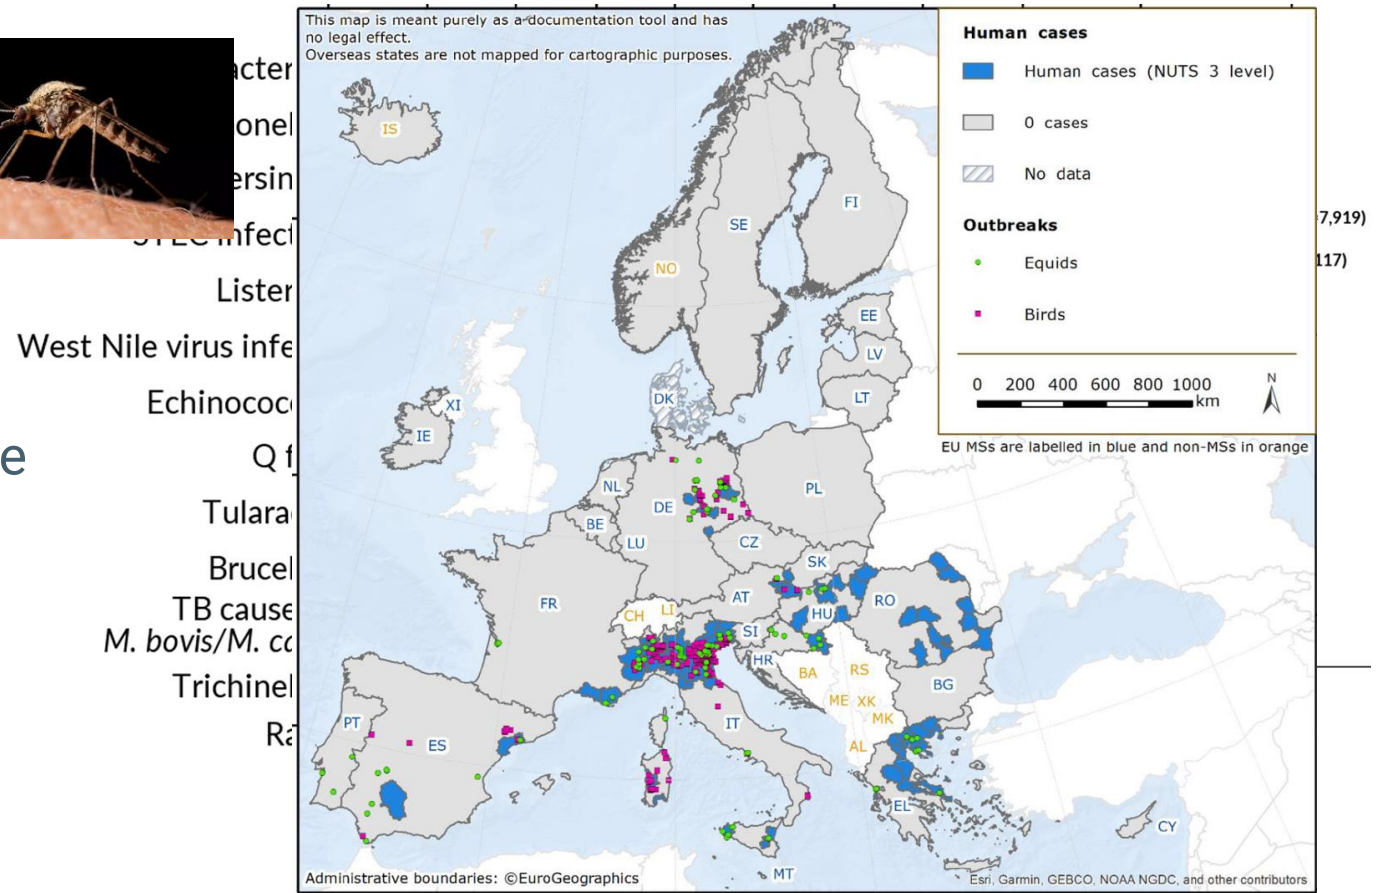 This map is meant purely as a documentation tool and has
no legal effect.
Overseas states are not mapped for cartographic purposes.
Human cases
Human cases (NUTS 3 level)
0 cases
No data
Outbreaks
Equids
Birds
0 200 400 600 800 1000
km
N
EU MSs are labelled in blue and non-MSs in orange
7,919)
117)
Lister
West Nile virus infe
Echinococ
e
Q f
Tulara
Brucel
TB cause
M. bovis/M. c
Trichinel
Ra
acter
onel
ersin
infect
IS
FI
SE
NO
EE
LV
LT
DK
XI
IE
NL
PL
DE
BE
CZ
LU
SK
FR
AT
RO
CH
LI
HU
SI
HR
BA
RS
BG
ME
XK
MK
PT
ES
IT
AL
EL
CY
MT
Administrative boundaries: ©EuroGeographics
Esri, Garmin, GEBCO, NOAA NGDC, and other contributors